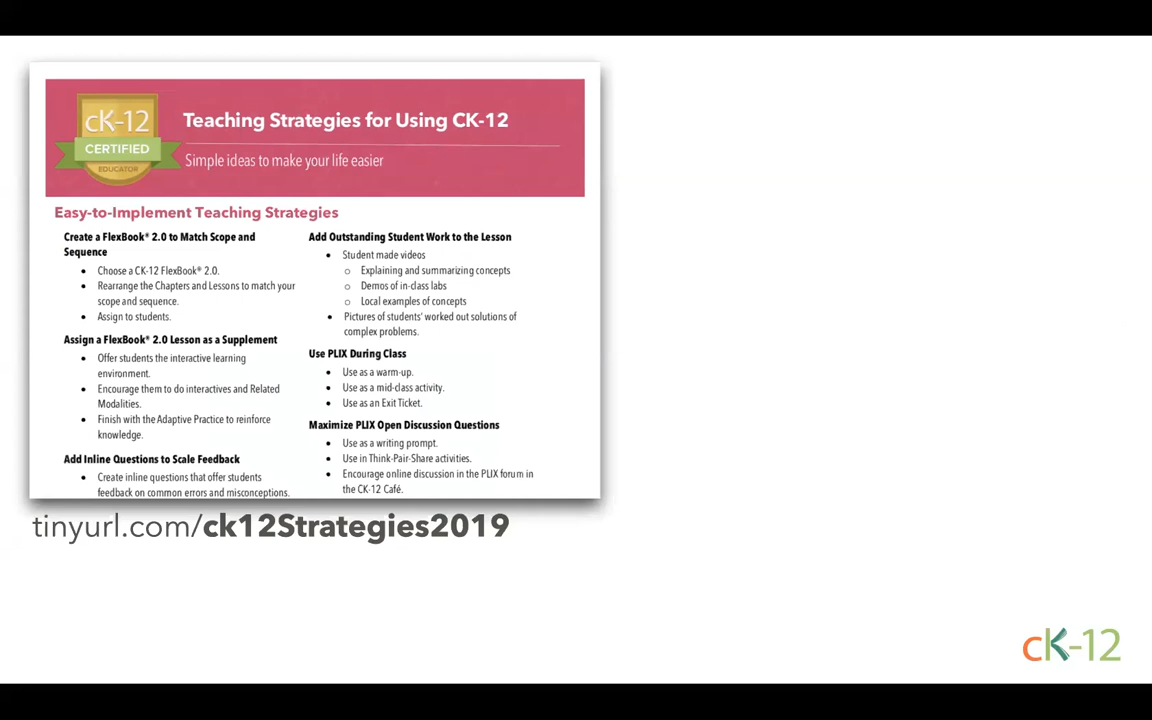 cK-12
CERTIFIED
EDUCATOR
Teaching Strategies for Using CK-12
Simple ideas to make your life easier
Easy-to-Implement Teaching Strategies
Create a FlexBook® 2.0 to Match Scope and
Sequence
• Choose a CK-12 FlexBook® 2.0.
• Rearrange the Chapters and Lessons to match your
scope and sequence.
• Assign to students.
Assign a FlexBook® 2.0 Lesson as a Supplement
• Offer students the interactive learning
environment.
• Encourage them to do interactives and Related
Modalities.
• Finish with the Adaptive Practice to reinforce
knowledge.
Add Inline Questions to Scale Feedback
• Create inline questions that offer students
feedback on common errors and misconceptions.
Add Outstanding Student Work to the Lesson
• Student made videos
o Explaining and summarizing concepts
o Demos of in-class labs
o Local examples of concepts
• Pictures of students' worked out solutions of
complex problems.
Use PLIX During Class
• Use as a warm-up.
• Use as a mid-class activity.
• Use as an Exit Ticket.
Maximize PLIX Open Discussion Questions
• Use as a writing prompt.
• Use in Think-Pair-Share activities.
• Encourage online discussion in the PLIX forum in
the CK-12 Café.
tinyurl.com/ck12Strategies2019
cK-12